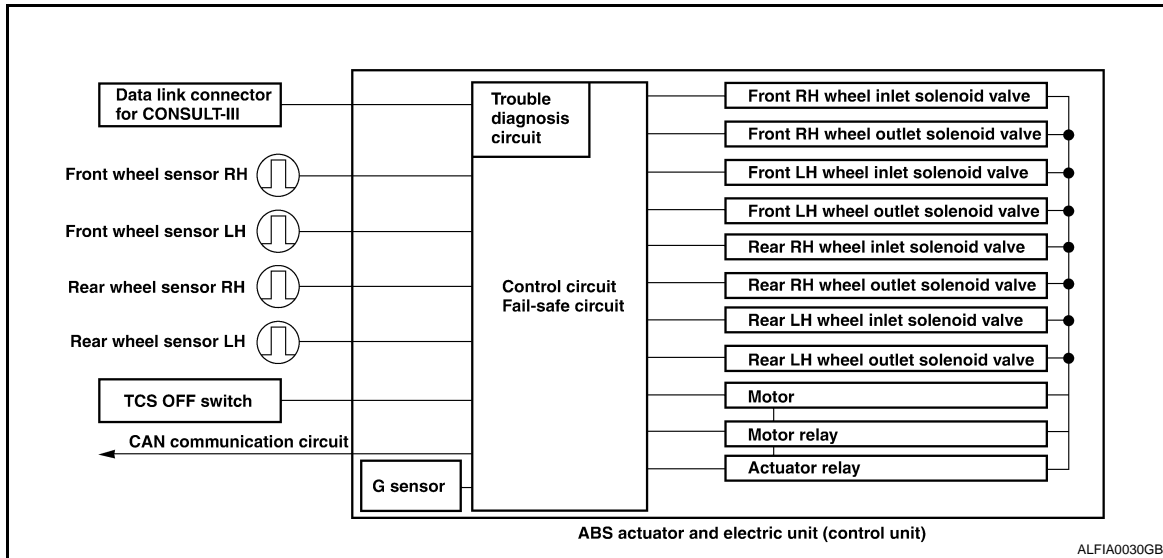 Data link connector
for CONSULT-III
Front wheel sensor RH
Front wheel sensor LH
Rear wheel sensor RH
Rear wheel sensor LH
TCS OFF switch
CAN communication circuit
G sensor
Trouble
diagnosis
circuit
Control circuit
Fail-safe circuit
Front RH wheel inlet solenoid valve
Front RH wheel outlet solenoid valve
Front LH wheel inlet solenoid valve
Front LH wheel outlet solenoid valve
Rear RH wheel inlet solenoid valve
Rear RH wheel outlet solenoid valve
Rear LH wheel inlet solenoid valve
Rear LH wheel outlet solenoid valve
Motor
Motor relay
Actuator relay
ABS actuator and electric unit (control unit)
ALFIA0030GB